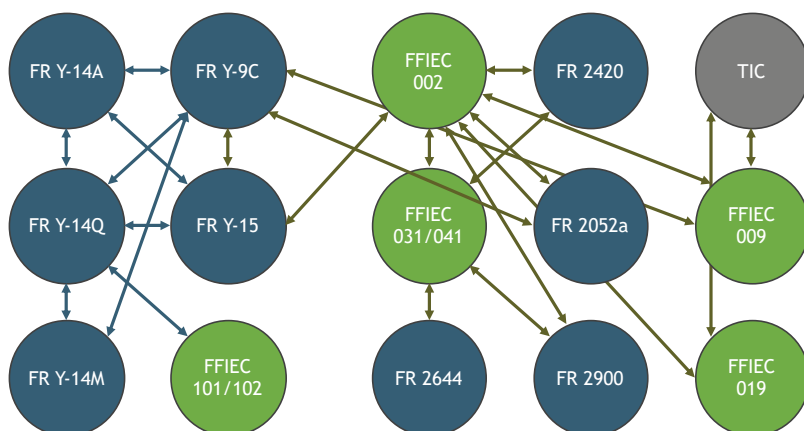 FR Y-14A
FR Y-9C
FFIEC
002
FR 2420
TIC
FR Y-14Q
FR Y-15
FFIEC
031/041
FR 2052a
FFIEC
009
FR Y-14M
FFIEC
101/102
FR 2644
FR 2900
FFIEC
019